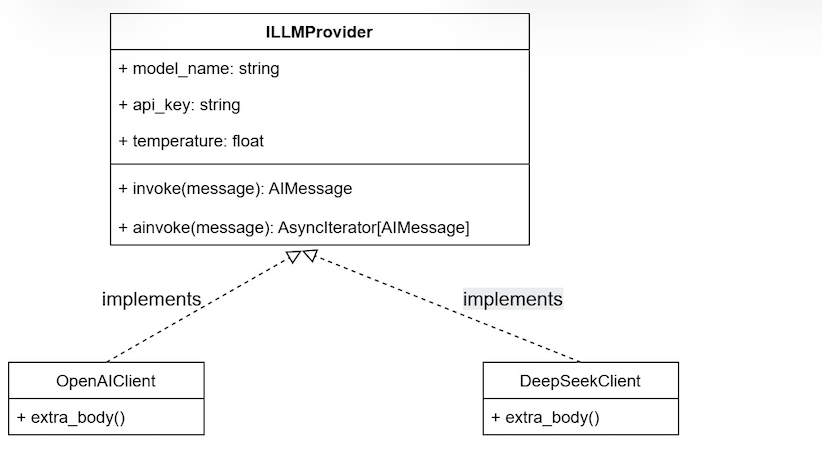 ILLMProvider
+ model_name: string
+ api_key: string
+ temperature: float
+ invoke(message): AIMessage
+ ainvoke(message): AsyncIterator[AIMessage]
implements
implements
OpenAIClient
+ extra_body()
DeepSeekClient
+ extra_body()